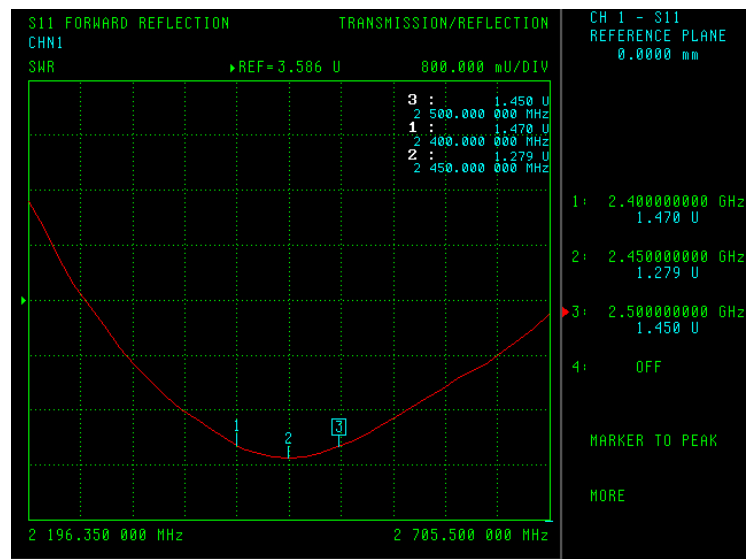 S11 FORWARD REFLECTION TRANSMISSION/REFLECTION
CHN1
SWR ▸REF=3.586 U 800.000 mU/DIV
3 : 1.450 U
2 500.000 000 MHz
1 : 1.470 U
2 400.000 000 MHz
2 : 1.279 U
2 450.000 000 MHz
1
2
3
2 196.350 000 MHz 2 705.500 000 MHz
CH 1 - S11
REFERENCE PLANE
0.0000 mm
1: 2.400000000 GHz
1.470 U
2: 2.450000000 GHz
1.279 U
3: 2.500000000 GHz
1.450 U
4: OFF
MARKER TO PEAK
MORE